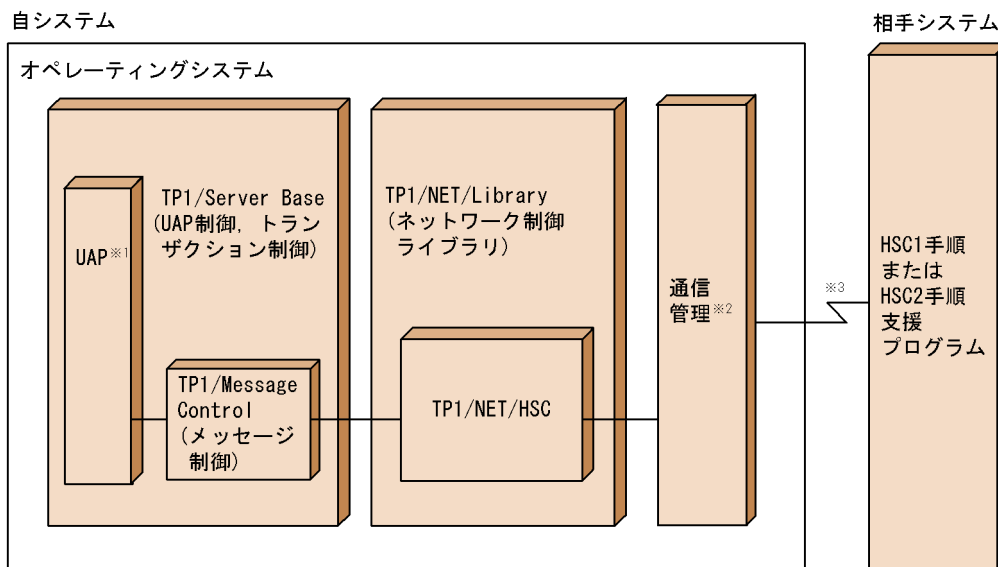 自システム
相手システム
オペレーティングシステム
TP1/Server Base
(UAP制御, トラン
ザクション制御)
UAP※1
TP1/Message
Control
(メッセージ
制御)
TP1/NET/Library
(ネットワーク制御
ライブラリ)
TP1/NET/HSC
通信
管理※2
※3
HSC1手順
または
HSC2手順
支援
プログラム